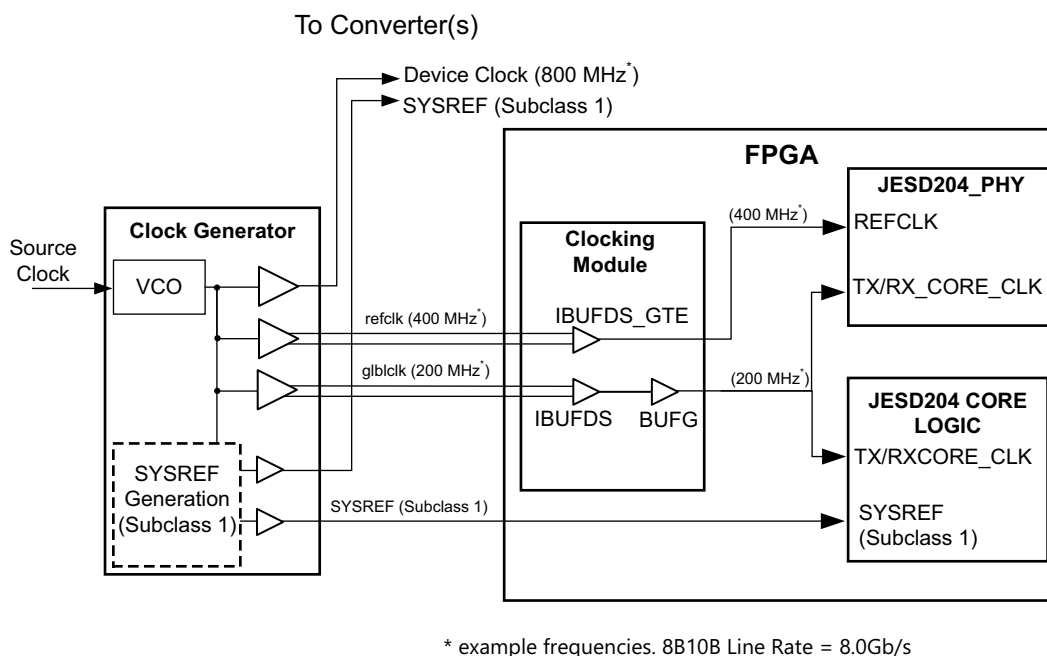 To Converter(s)
Device Clock (800 MHz*)
SYSREF (Subclass 1)
FPGA
JESD204_PHY
REFCLK
TX/RX_CORE_CLK
(400 MHz*)
Clock Generator
Source
Clock
VCO
Clocking
Module
refclk (400 MHz*)
IBUFDS_GTE
glblclk (200 MHz*)
IBUFDS
BUFG
(200 MHz*)
JESD204 CORE
LOGIC
TX/RXCORE_CLK
SYSREF
(Subclass 1)
SYSREF
Generation
(Subclass 1)
SYSREF (Subclass 1)
* example frequencies. 8B10B Line Rate = 8.0Gb/s